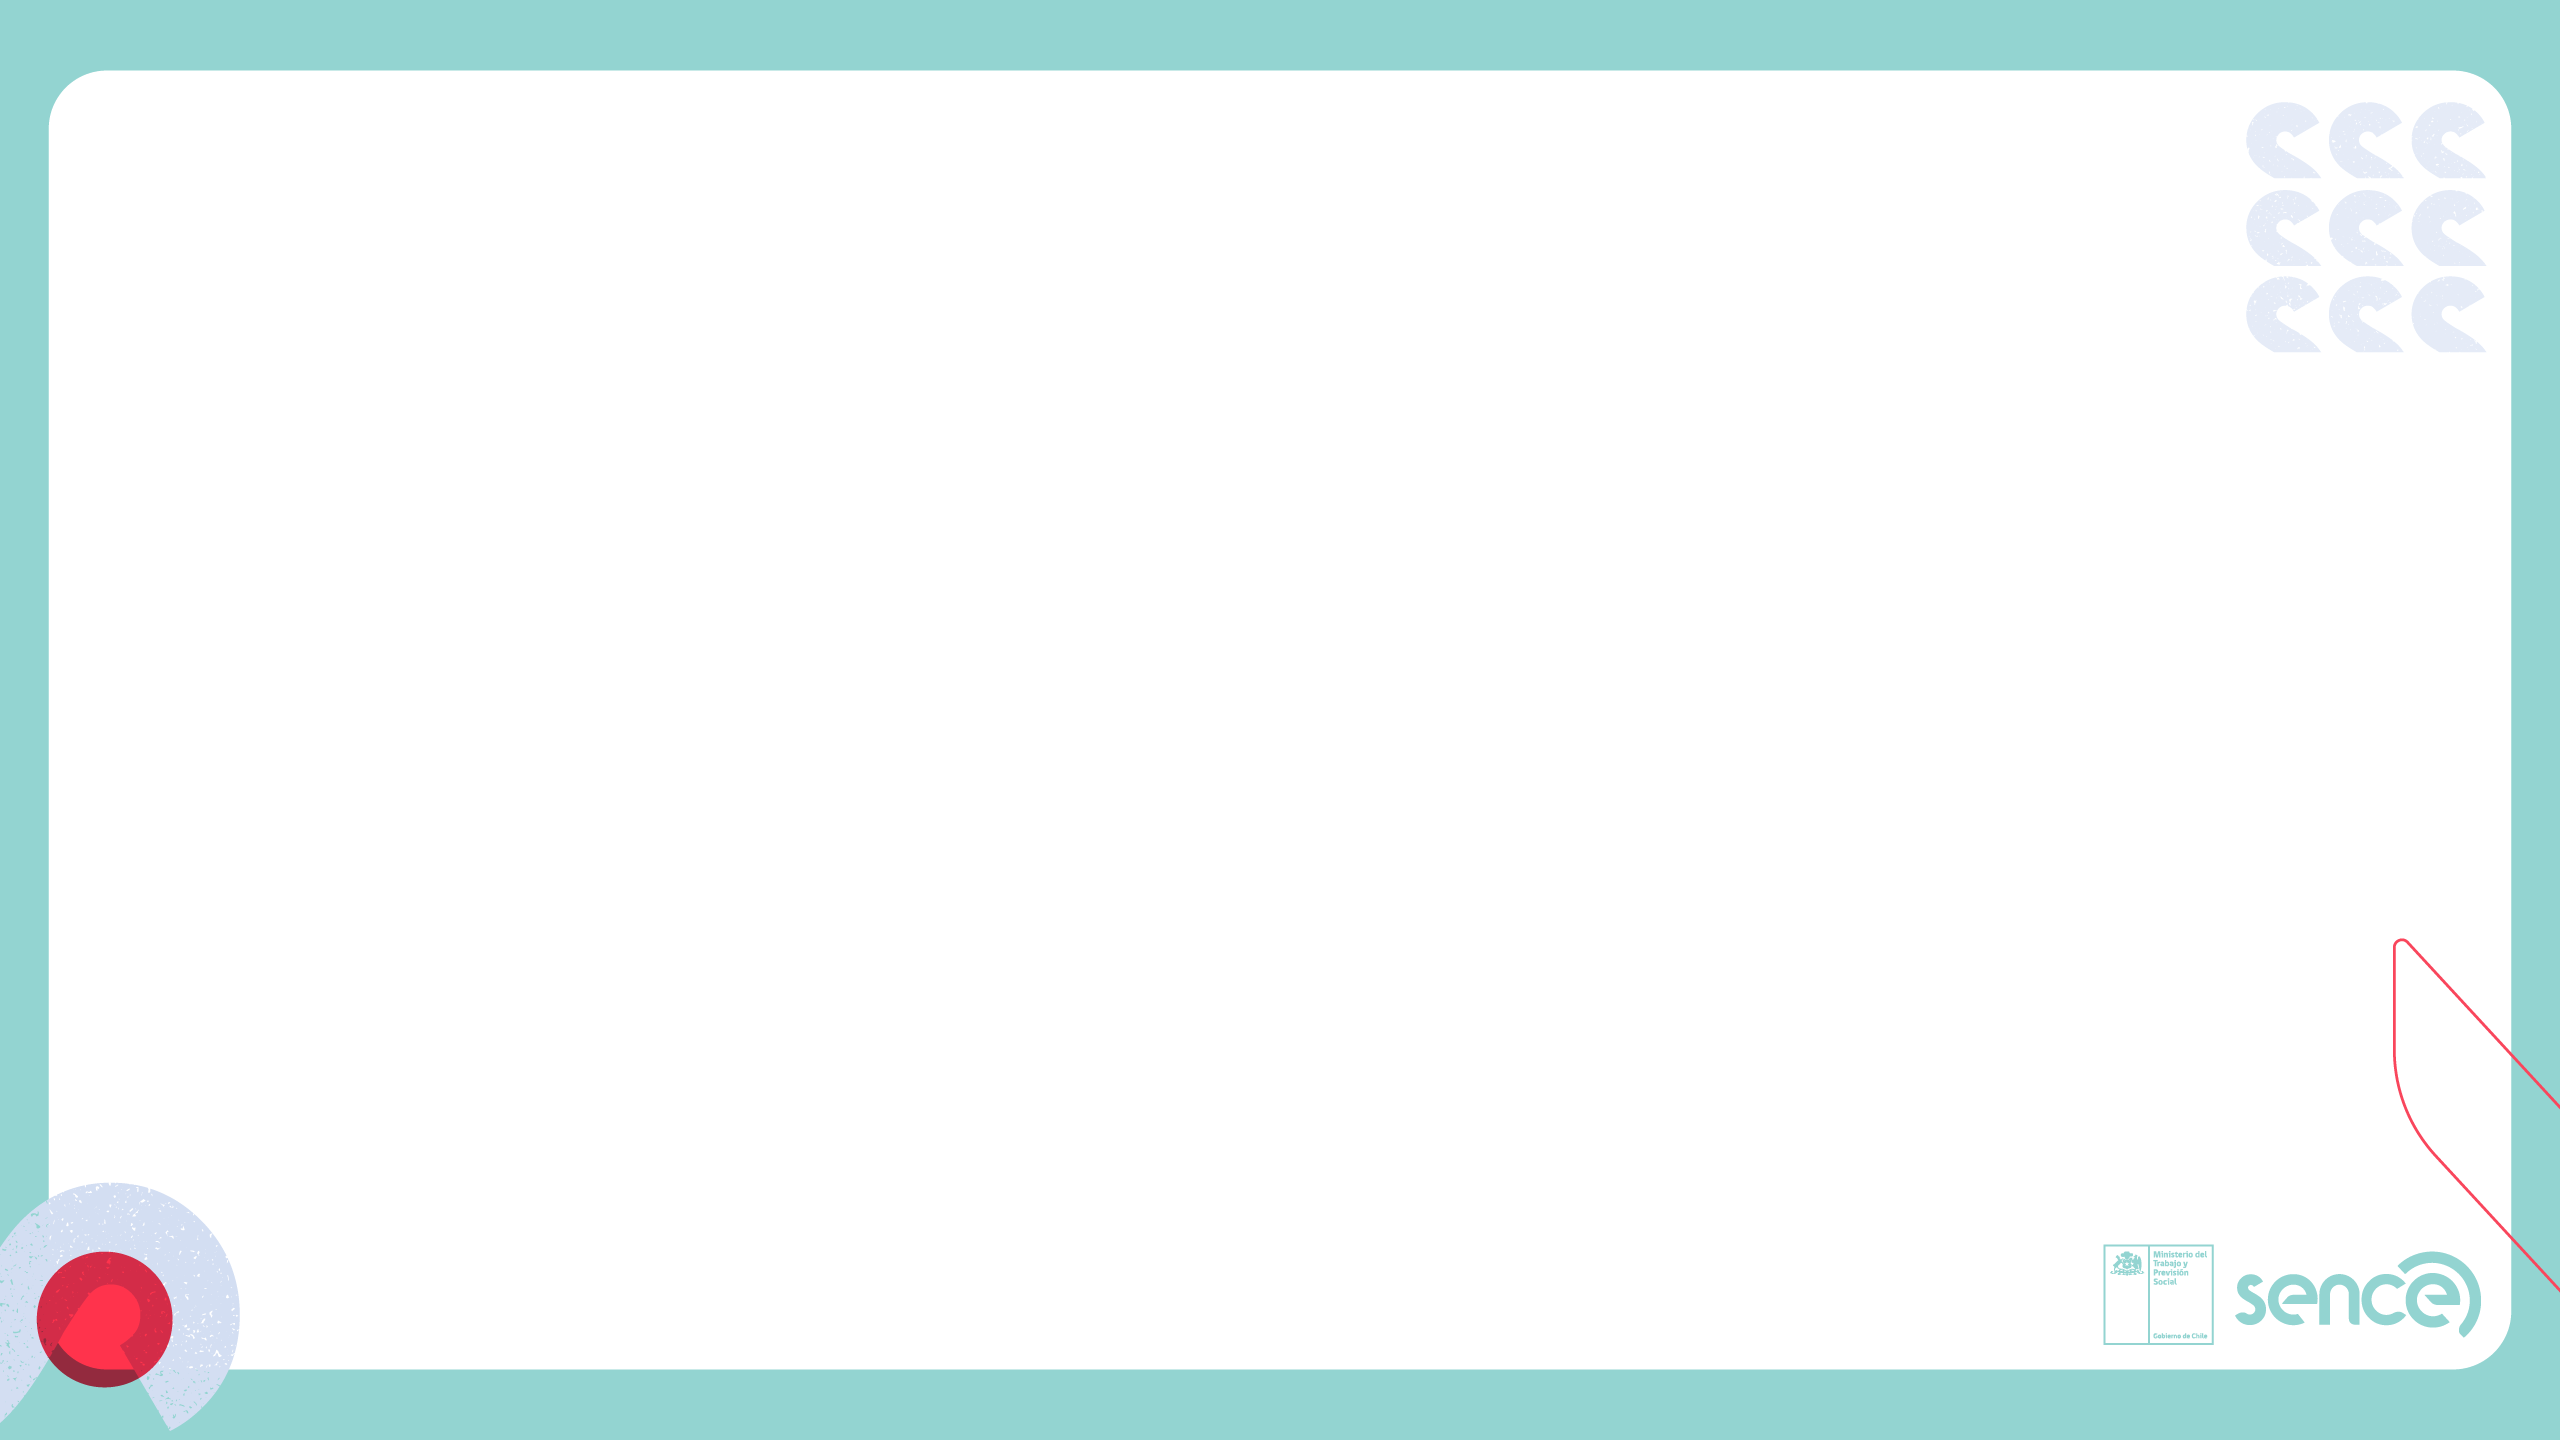 Ministerio del
Trabajo y
Previsión
Social
Gobierno de Chile
sence